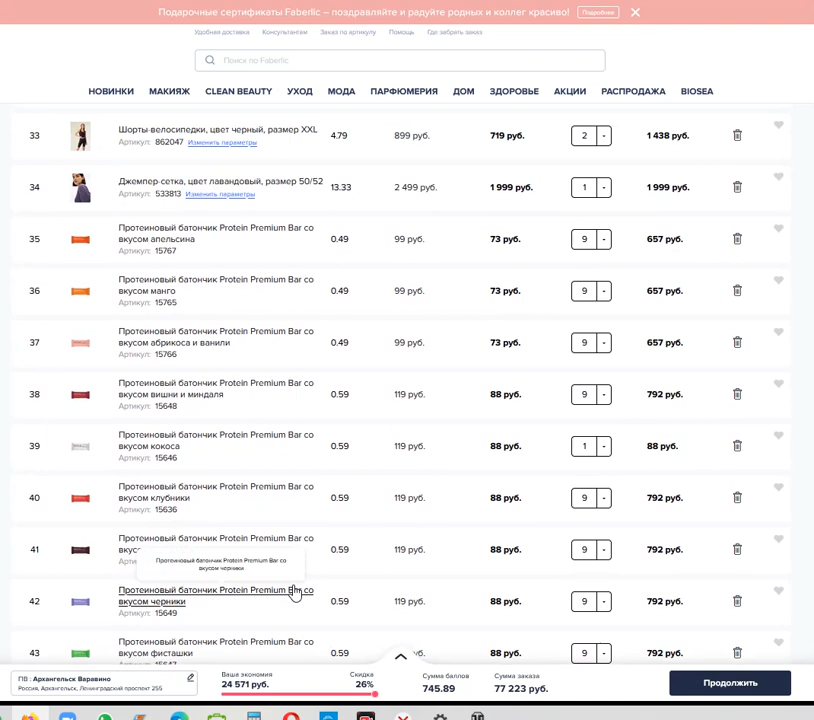 Подарочные сертификаты Faberlic – поздравляйте и радуйте родных и коллег красиво! Подробнее
Удобная доставка Консультантам Заказ по артикулу Помощь Где забрать заказ
Поиск по Faberlic
НОВИНКИ МАКИЯЖ CLEAN BEAUTY УХОД МОДА ПАРФЮМЕРИЯ ДОМ ЗДОРОВЬЕ АКЦИИ РАСПРОДАЖА BIOSEA
33 Шорты-велосипедки, цвет черный, размер XXL 4.79 899 руб. 719 руб. 2 - 1 438 руб.
Артикул: 862047 Изменить параметры
34 Джемпер-сетка, цвет лавандовый, размер 50/52 13.33 2 499 руб. 1 999 руб. 1 - 1 999 руб.
Артикул: 533813 Изменить параметры
35 Протеиновый батончик Protein Premium Bar со 0.49 99 руб. 73 руб. 9 - 657 руб.
вкусом апельсина
Артикул: 15767
36 Протеиновый батончик Protein Premium Bar со 0.49 99 руб. 73 руб. 9 - 657 руб.
вкусом манго
Артикул: 15765
37 Протеиновый батончик Protein Premium Bar со 0.49 99 руб. 73 руб. 9 - 657 руб.
вкусом абрикоса и ванили
Артикул: 15766
38 Протеиновый батончик Protein Premium Bar со 0.59 119 руб. 88 руб. 9 - 792 руб.
вкусом вишни и миндаля
Артикул: 15648
39 Протеиновый батончик Protein Premium Bar со 0.59 119 руб. 88 руб. 1 - 88 руб.
вкусом кокоса
Артикул: 15646
40 Протеиновый батончик Protein Premium Bar со 0.59 119 руб. 88 руб. 9 - 792 руб.
вкусом клубники
Артикул: 15636
41 Протеиновый батончик Protein Premium Bar со 0.59 119 руб. 88 руб. 9 - 792 руб.
Протеиновый батончик Protein Premium Bar со
вкусом черники
42 Протеиновый батончик Protein Premium Bar со 0.59 119 руб. 88 руб. 9 - 792 руб.
вкусом черники
Артикул: 15649
43 Протеиновый батончик Protein Premium Bar со 0.59 руб. 88 руб. 9 - 792 руб.
вкусом фисташки
ПВ : Архангельск Варавино
Россия, Архангельск, Ленинградский проспект 255
Ваша экономия Скидка
24 571 руб. 26%
Сумма баллов
745.89
Сумма заказа
77 223 руб.
Продолжить